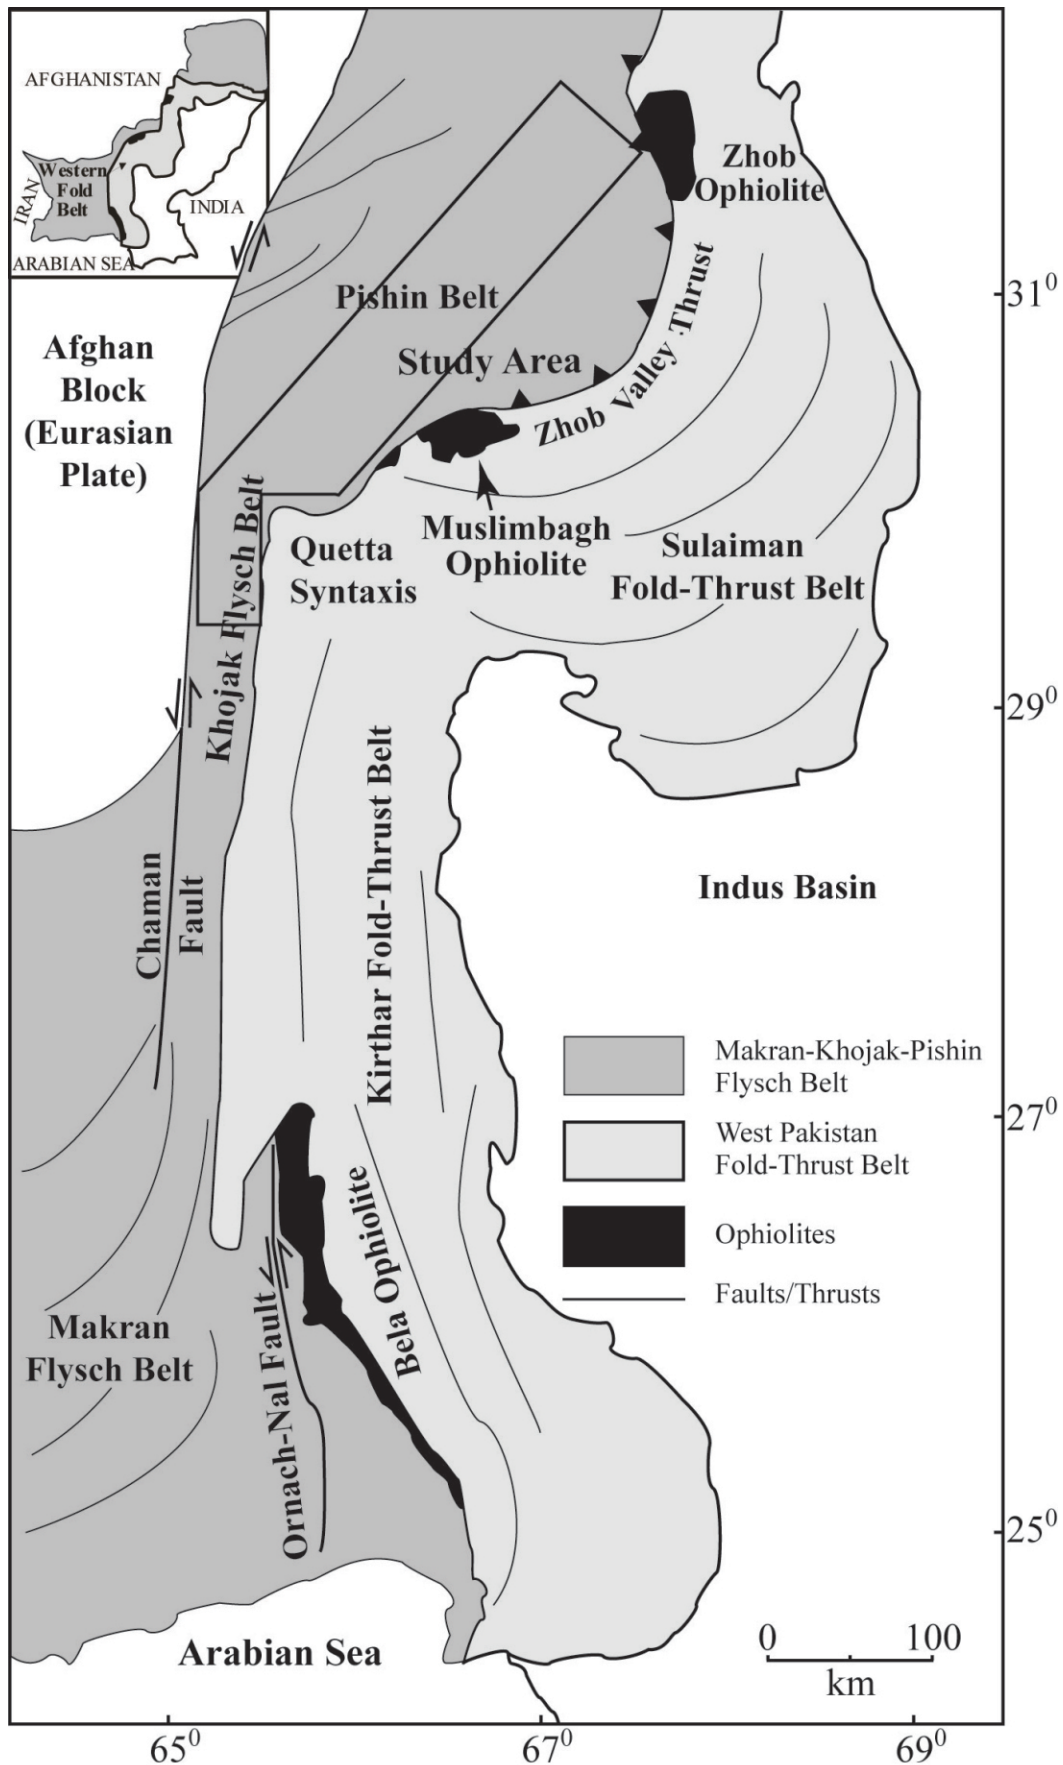 AFGHANISTAN
Western
Fold
Belt
IRAN
INDIA
ARABIAN SEA
Zhob
Ophiolite
31⁰
Pishin Belt
Afghan
Block
(Eurasian
Plate)
Study Area
Zhob Valley Thrust
Muslimbagh
Ophiolite
Quetta
Syntaxis
Sulaiman
Fold-Thrust Belt
Khojak Flysch Belt
29⁰
Chaman
Fault
Kirthar Fold-Thrust Belt
Indus Basin
Makran-Khojak-Pishin
Flysch Belt
27⁰
West Pakistan
Fold-Thrust Belt
Ophiolites
Faults/Thrusts
Bela Ophiolite
Makran
Flysch Belt
Ornach-Nal Fault
25⁰
Arabian Sea
0 100
km
65⁰ 67⁰ 69⁰